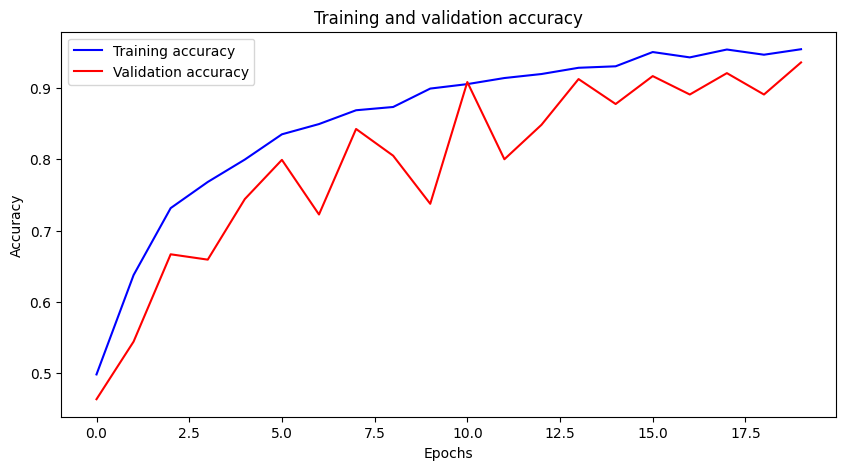 Training and validation accuracy
Training accuracy
Validation accuracy
Accuracy
0.9
0.8
0.7
0.6
0.5
0.0 2.5 5.0 7.5 10.0 12.5 15.0 17.5
Epochs